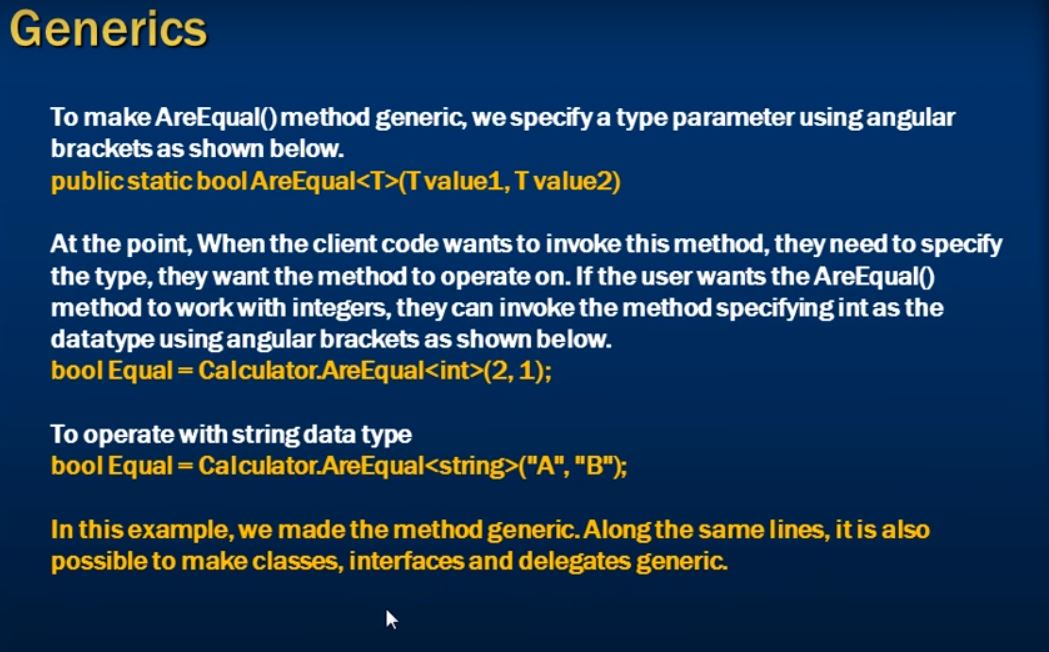 Generics
To make AreEqual() method generic, we specify a type parameter using angular
brackets as shown below.
public static bool AreEqual<T>(T value1, T value2)
At the point, When the client code wants to invoke this method, they need to specify
the type, they want the method to operate on. If the user wants the AreEqual()
method to work with integers, they can invoke the method specifying int as the
datatype using angular brackets as shown below.
bool Equal = Calculator.AreEqual<int>(2, 1);
To operate with string data type
bool Equal = Calculator.AreEqual<string>("A", "B");
In this example, we made the method generic. Along the same lines, it is also
possible to make classes, interfaces and delegates generic.